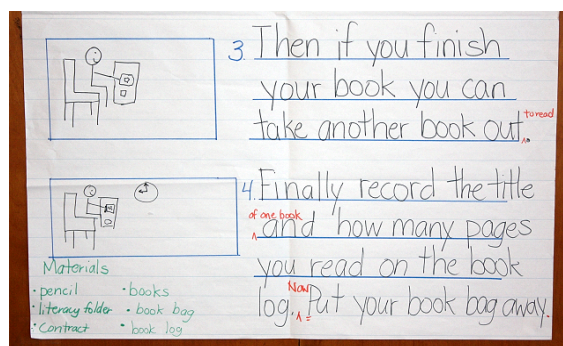 3. Then if you finish
your book you can
take another book out to read.
4. Finally record the title
of one book and how many pages
you read on the book
log. Now Put your book bag away.
Materials
• pencil
• literacy folder
• Contract
• books
• book bag
• book log